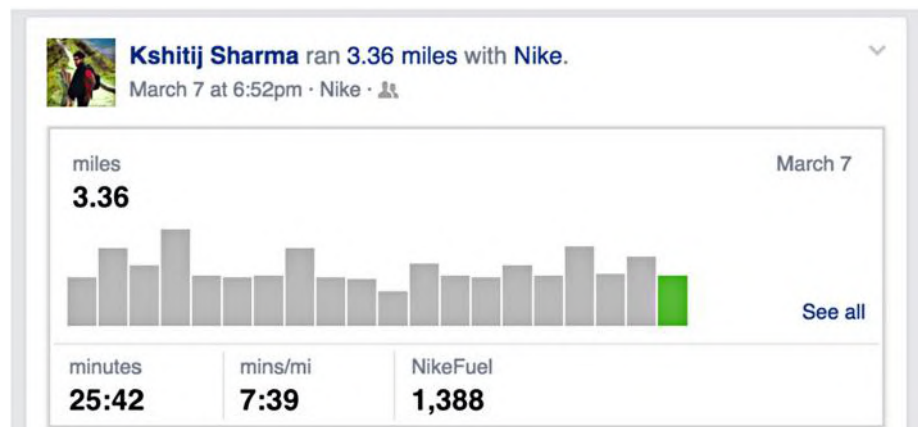 Kshitij Sharma ran 3.36 miles with Nike.
March 7 at 6:52pm · Nike ·
miles
March 7
3.36
See all
minutes
mins/mi
NikeFuel
25:42
7:39
1,388